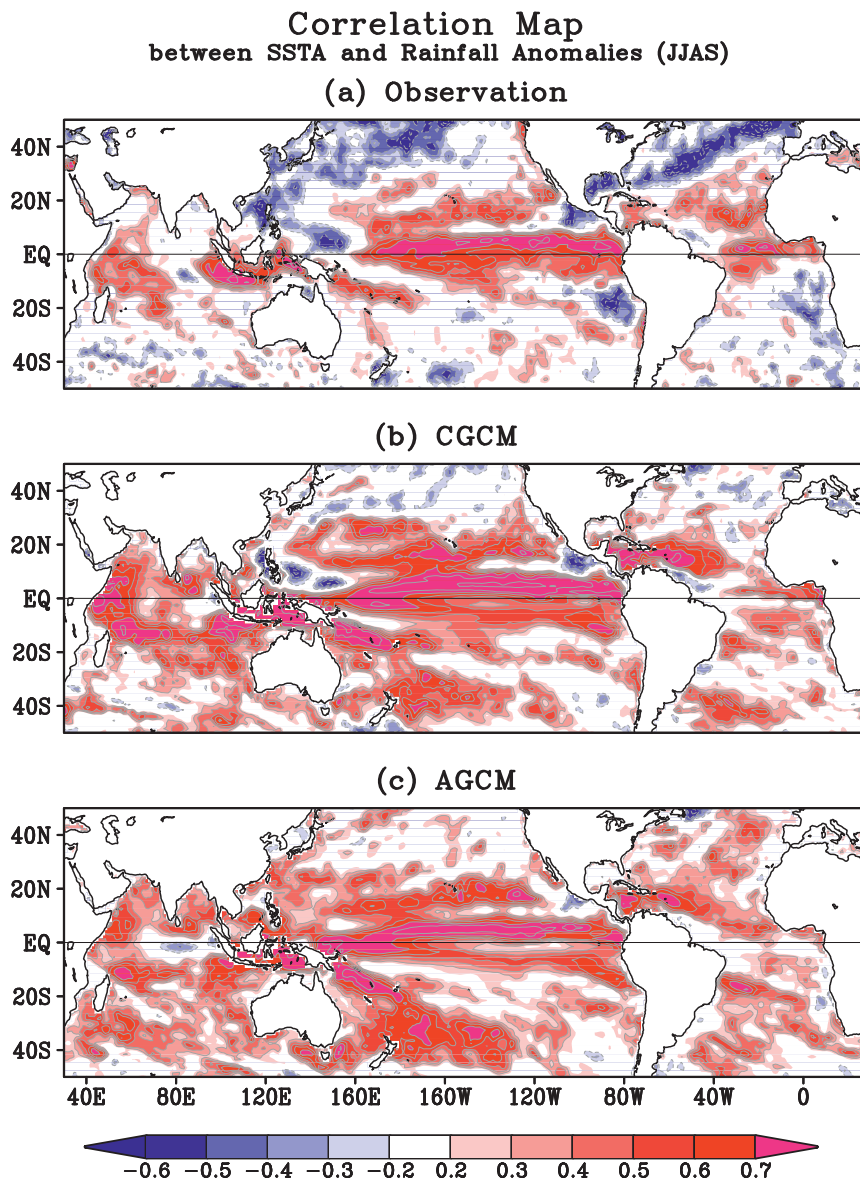 Correlation Map
between SSTA and Rainfall Anomalies (JJAS)
(a) Observation
40N
20N
EQ
20S
40S
(b) CGCM
40N
20N
EQ
20S
40S
(c) AGCM
40N
20N
EQ
20S
40S
40E 80E 120E 160E 160W 120W 80W 40W 0
−0.6 −0.5 −0.4 −0.3 −0.2 0.2 0.3 0.4 0.5 0.6 0.7